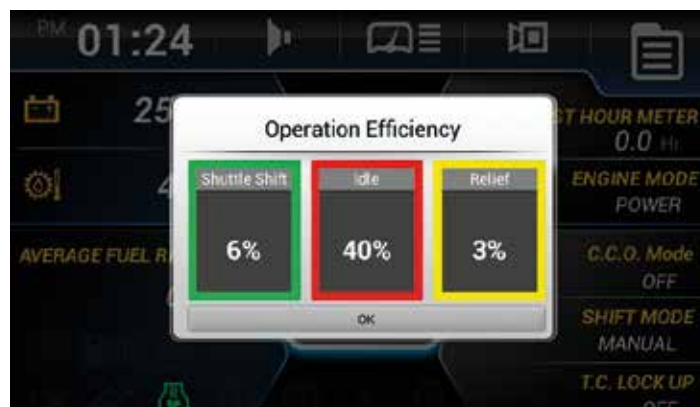 PM 01:24
25
Operation Efficiency
ST HOUR METER
0.0 Hr
Shuttle Shift
Idle
Relief
4
ENGINE MODE
POWER
6%
40%
3%
AVERAGE FUEL R
C.C.O. Mode
OFF
OK
SHIFT MODE
MANUAL
T.C. LOCK UP
OFF